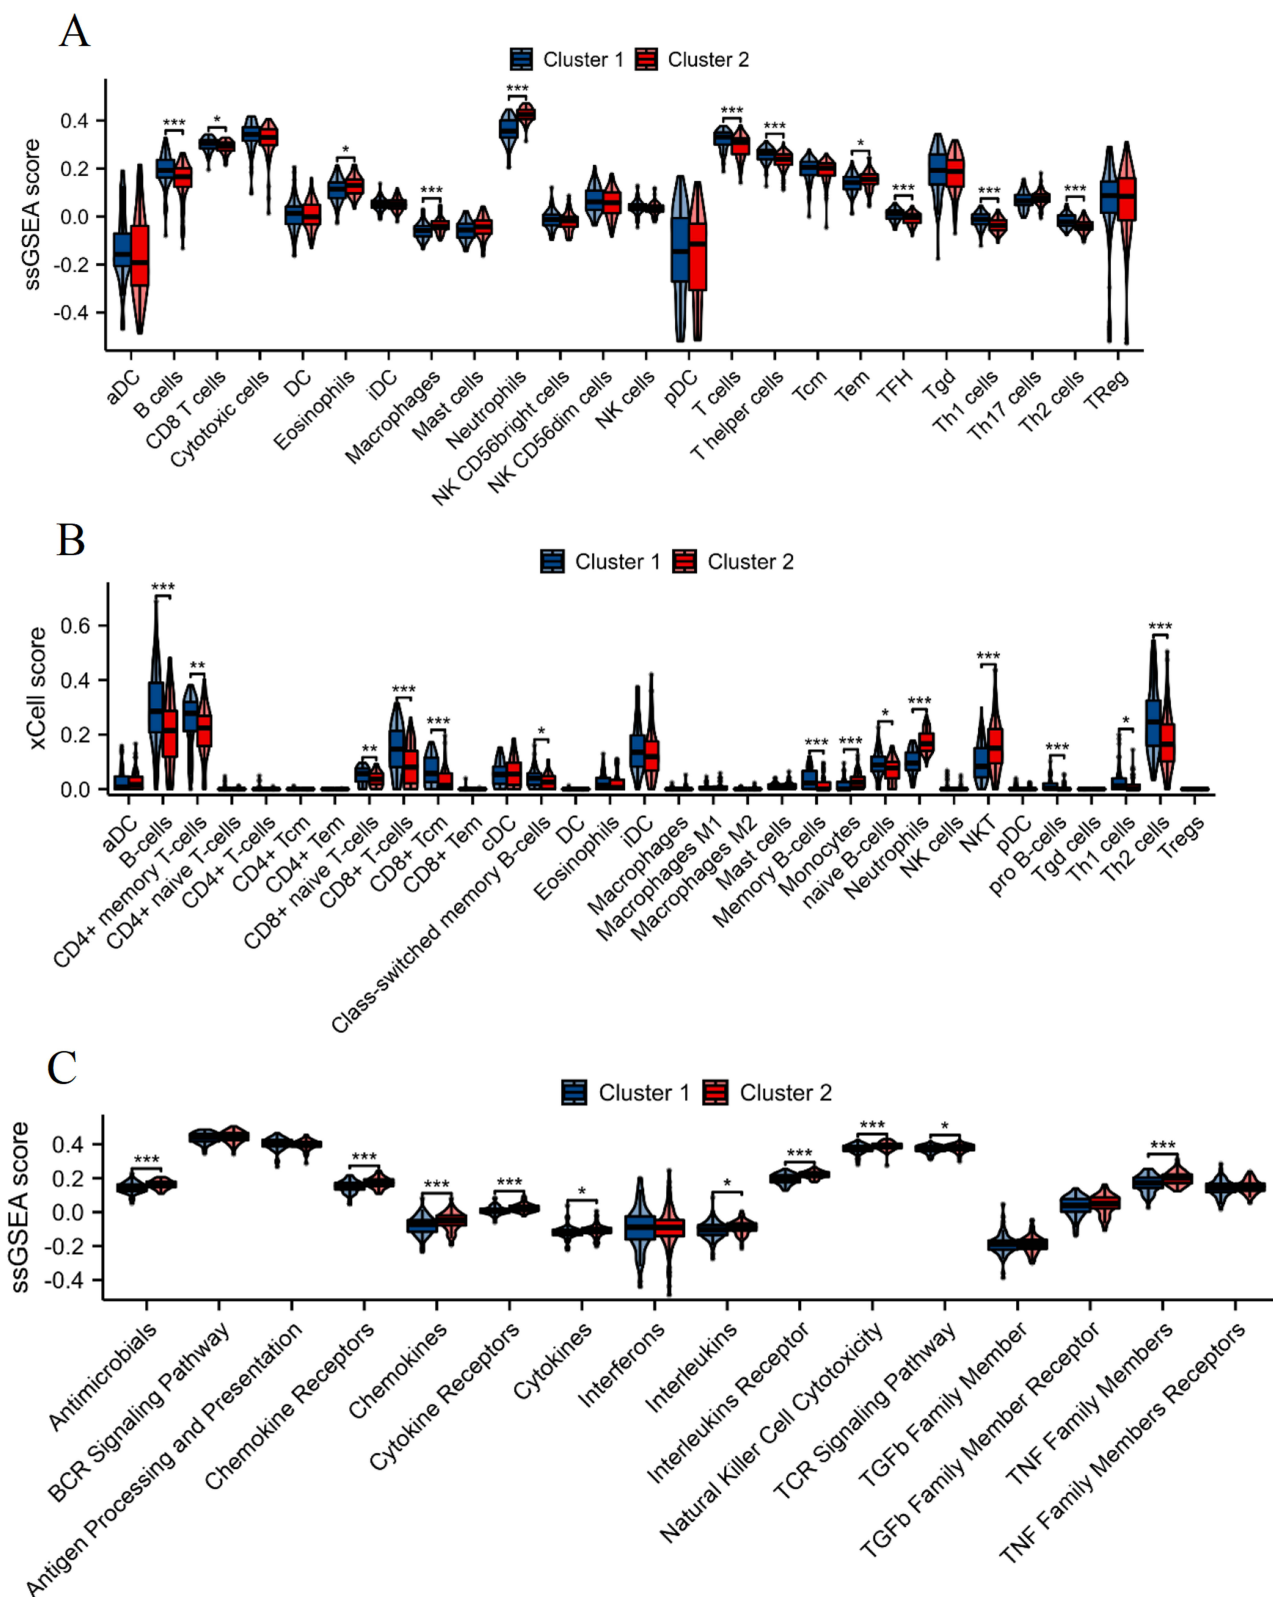 A
Cluster 1 Cluster 2
ssGSEA score
0.4
0.2
0.0
-0.2
-0.4
*** * * *** *** *** *** * *** *** ***
aDC
B cells
CD8 T cells
Cytotoxic cells
DC
Eosinophils
iDC
Macrophages
Mast cells
Neutrophils
NK CD56bright cells
NK CD56dim cells
NK cells
pDC
T cells
T helper cells
Tcm
Tem
TFH
Tgd
Th1 cells
Th17 cells
Th2 cells
TReg
B
Cluster 1 Cluster 2
xCell score
0.6
0.4
0.2
0.0
*** ** ** *** *** * *** *** * *** *** *** * ***
aDC
B-cells
CD4+ memory T-cells
CD4+ naive T-cells
CD4+ T-cells
CD4+ Tcm
CD4+ Tem
CD8+ naive T-cells
CD8+ T-cells
CD8+ Tcm
CD8+ Tem
cDC
Class-switched memory B-cells
DC
Eosinophils
iDC
Macrophages
Macrophages M1
Macrophages M2
Mast cells
Memory B-cells
Monocytes
naive B-cells
Neutrophils
NK cells
NKT
pDC
pro B-cells
Tgd cells
Th1 cells
Th2 cells
Tregs
C
Cluster 1 Cluster 2
ssGSEA score
0.4
0.2
0.0
-0.2
-0.4
*** *** *** *** * * *** *** * ***
Antimicrobials
BCR Signaling Pathway
Antigen Processing and Presentation
Chemokine Receptors
Chemokines
Cytokine Receptors
Cytokines
Interferons
Interleukins
Interleukins Receptor
Natural Killer Cell Cytotoxicity
TCR Signaling Pathway
TGFb Family Member
TGFb Family Member Receptor
TNF Family Members
TNF Family Members Receptors